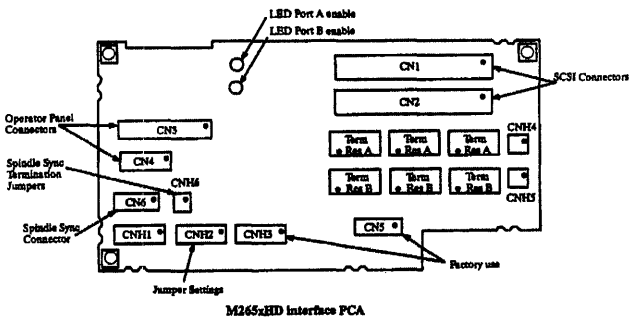 LED Port A enable
LED Port B enable
CN1
SCSI Connectors
CN2
Operator Panel
Connectors
CN3
CN4
Term
Res A
Term
Res A
Term
Res A
CNH4
Spindle Sync
Termination
Jumpers
CNH6
Term
Res B
Term
Res B
Term
Res B
CNH5
CN6
Spindle Sync
Connector
CNH1
CNH2
CNH3
CN5
Factory use
Jumper Settings
M265xHD interface PCA